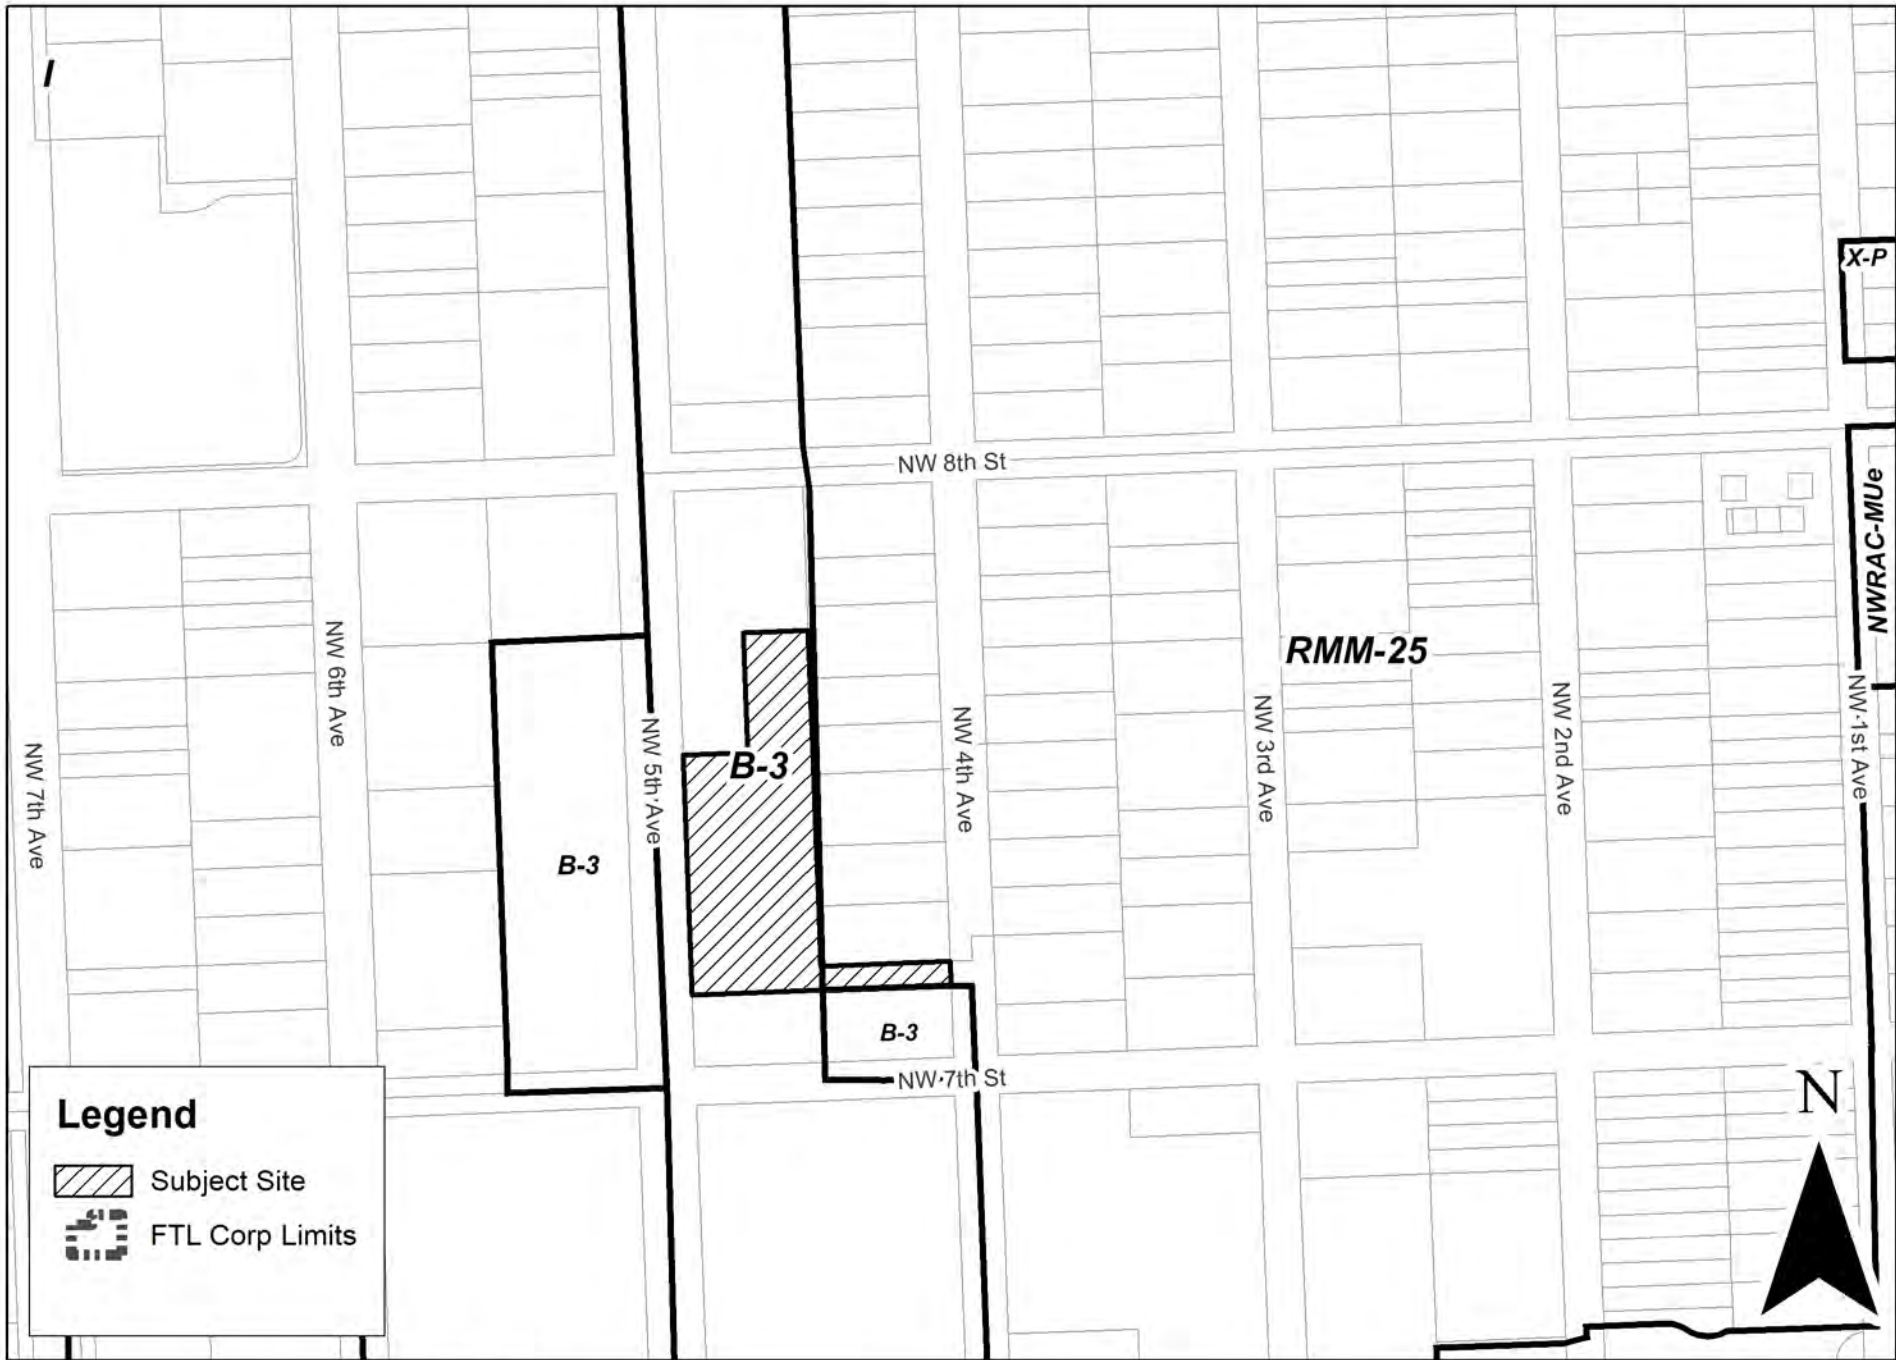 I
X-P
NW 8th St
NWRAC-MUe
NW 6th Ave
RMM-25
NW 7th Ave
NW 5th Ave
B-3
NW 4th Ave
NW 3rd Ave
NW 2nd Ave
NW 1st Ave
B-3
B-3
NW 7th St
N
Legend
Subject Site
FTL Corp Limits